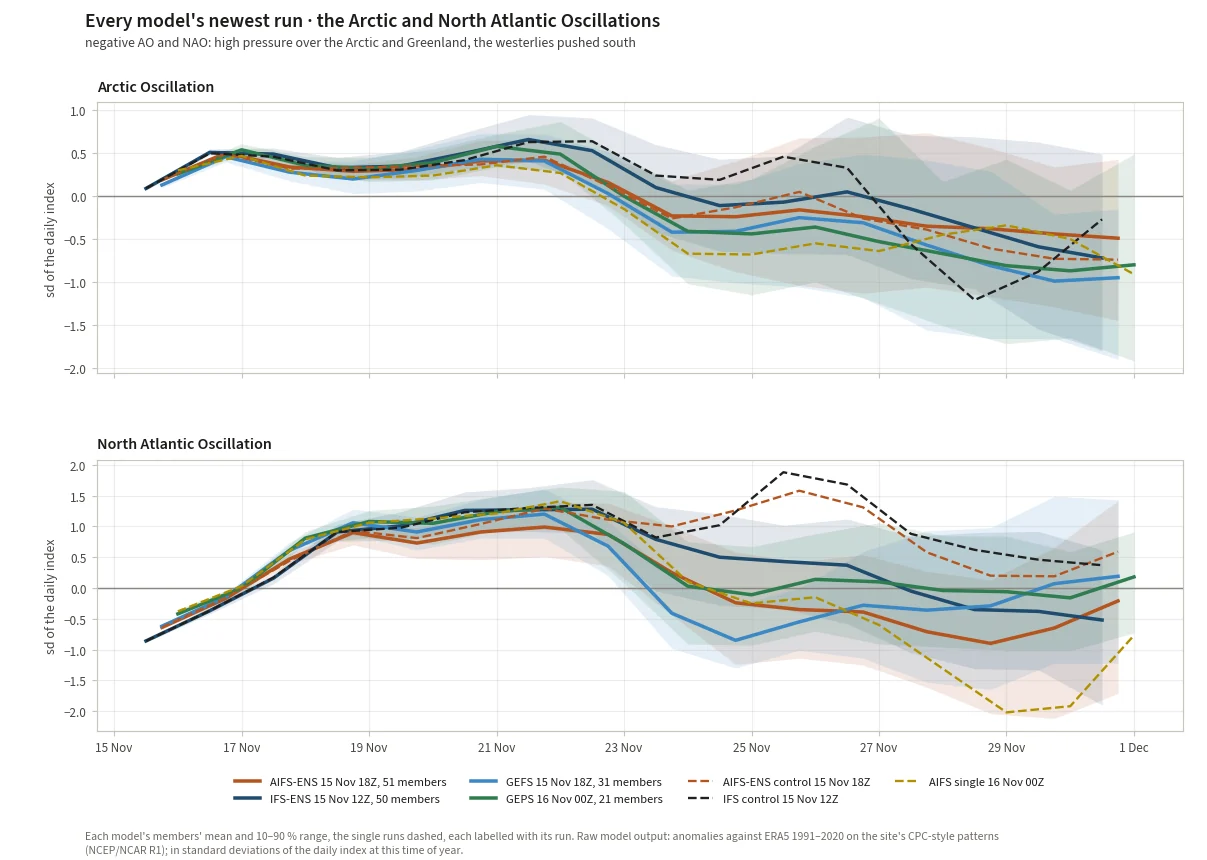 Every model's newest run · the Arctic and North Atlantic Oscillations
negative AO and NAO: high pressure over the Arctic and Greenland, the westerlies pushed south
Arctic Oscillation
sd of the daily index
1.0
0.5
0.0
−0.5
−1.0
−1.5
−2.0
North Atlantic Oscillation
sd of the daily index
2.0
1.5
1.0
0.5
0.0
−0.5
−1.0
−1.5
−2.0
15 Nov 17 Nov 19 Nov 21 Nov 23 Nov 25 Nov 27 Nov 29 Nov 1 Dec
AIFS-ENS 15 Nov 18Z, 51 members GEFS 15 Nov 18Z, 31 members AIFS-ENS control 15 Nov 18Z AIFS single 16 Nov 00Z
IFS-ENS 15 Nov 12Z, 50 members GEPS 16 Nov 00Z, 21 members IFS control 15 Nov 12Z
Each model's members' mean and 10–90 % range, the single runs dashed, each labelled with its run. Raw model output: anomalies against ERA5 1991–2020 on the site's CPC-style patterns
(NCEP/NCAR R1); in standard deviations of the daily index at this time of year.